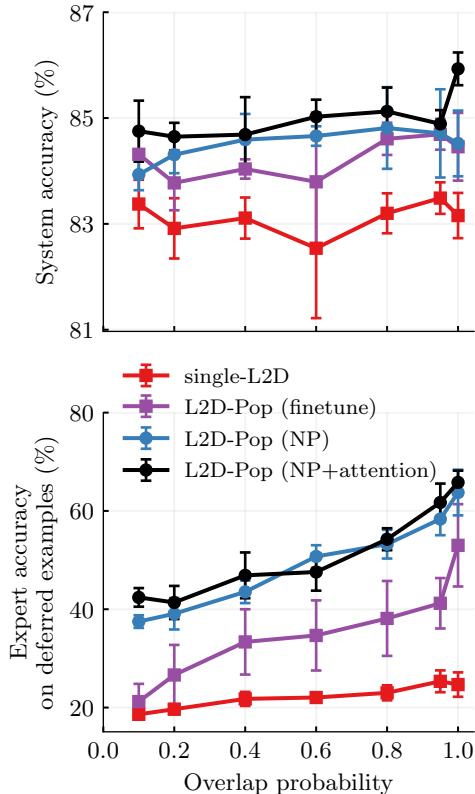 87
85
83
81
System accuracy (%)
single-L2D
L2D-Pop (finetune)
L2D-Pop (NP)
L2D-Pop (NP+attention)
80
60
40
20
Expert accuracy
on deferred examples (%)
0.0 0.2 0.4 0.6 0.8 1.0
Overlap probability